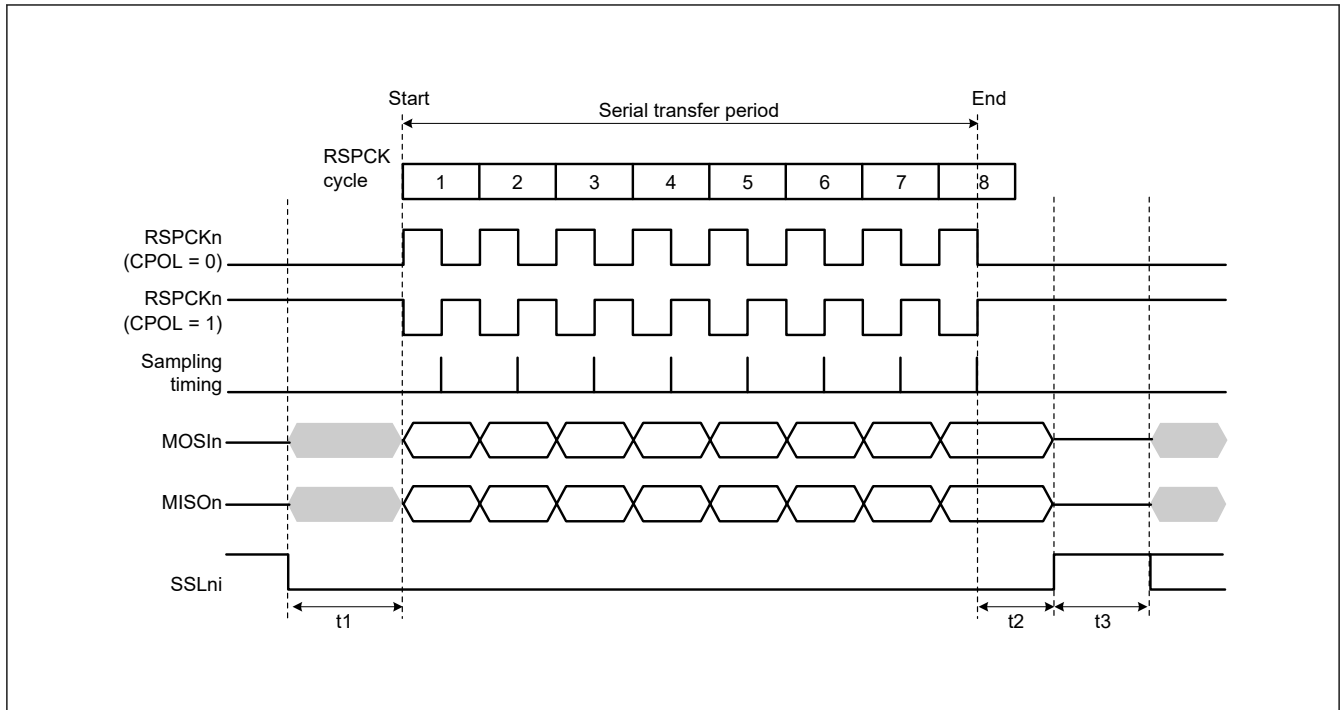 Start
End
Serial transfer period
RSPCK
cycle
1 2 3 4 5 6 7 8
RSPCKn
(CPOL = 0)
RSPCKn
(CPOL = 1)
Sampling
timing
MOSIn
MISOn
SSLni
t1
t2
t3